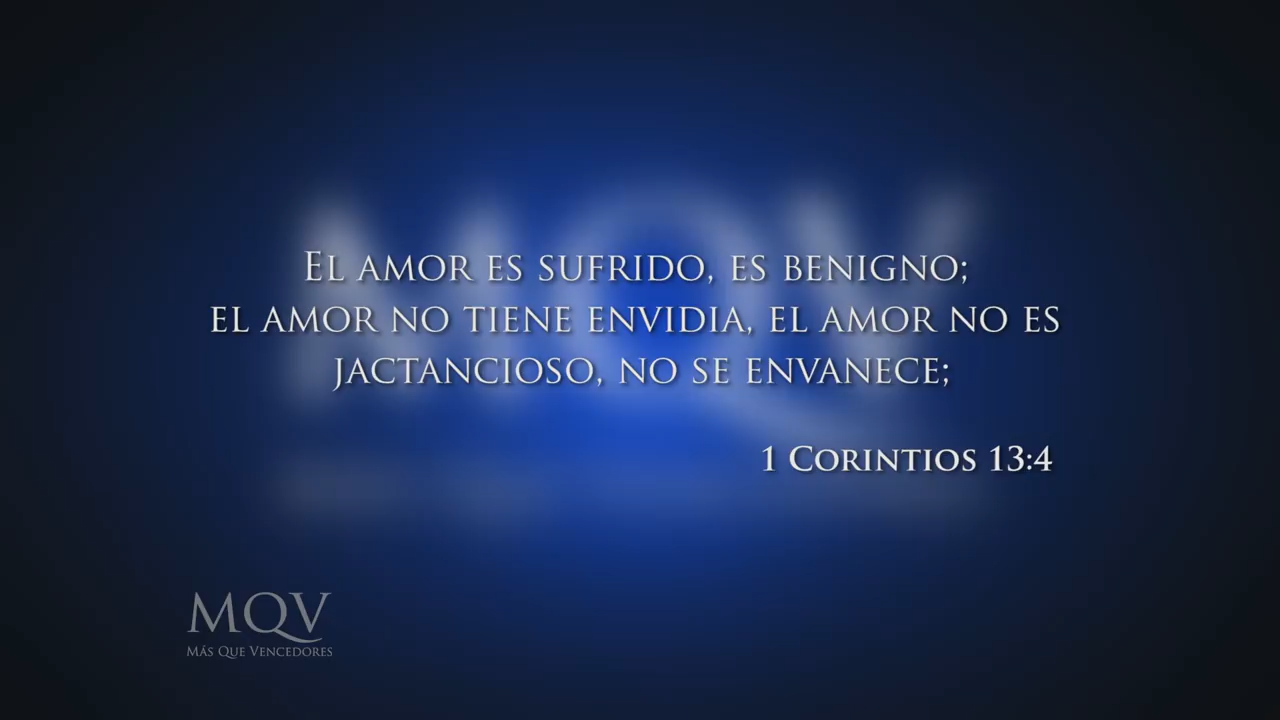 El amor es sufrido, es benigno;
el amor no tiene envidia, el amor no es
jactancioso, no se envanece;
1 Corintios 13:4
MQV
Más Que Vencedores